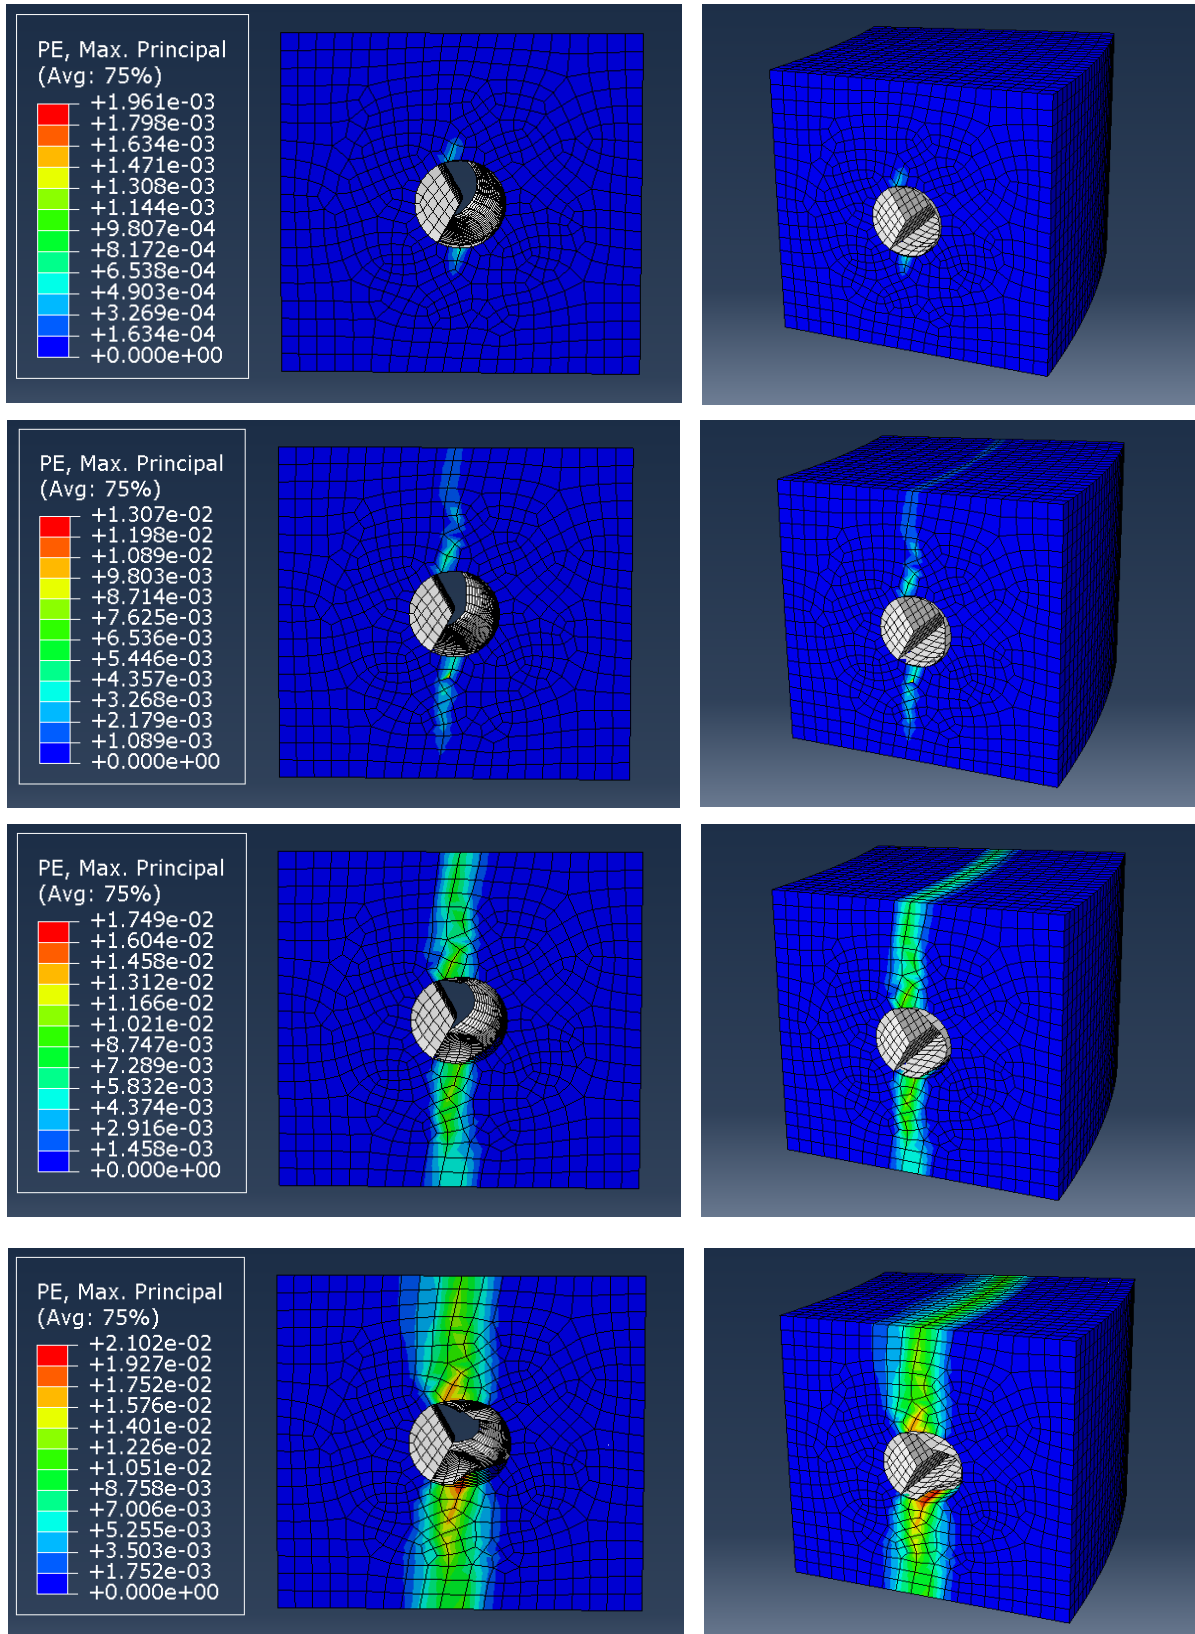 PE, Max. Principal
(Avg: 75%)
+1.961e-03
+1.798e-03
+1.634e-03
+1.471e-03
+1.308e-03
+1.144e-03
+9.807e-04
+8.172e-04
+6.538e-04
+4.903e-04
+3.269e-04
+1.634e-04
+0.000e+00
PE, Max. Principal
(Avg: 75%)
+1.307e-02
+1.198e-02
+1.089e-02
+9.803e-03
+8.714e-03
+7.625e-03
+6.536e-03
+5.446e-03
+4.357e-03
+3.268e-03
+2.179e-03
+1.089e-03
+0.000e+00
PE, Max. Principal
(Avg: 75%)
+1.749e-02
+1.604e-02
+1.458e-02
+1.312e-02
+1.166e-02
+1.021e-02
+8.747e-03
+7.289e-03
+5.832e-03
+4.374e-03
+2.916e-03
+1.458e-03
+0.000e+00
PE, Max. Principal
(Avg: 75%)
+2.102e-02
+1.927e-02
+1.752e-02
+1.576e-02
+1.401e-02
+1.226e-02
+1.051e-02
+8.758e-03
+7.006e-03
+5.255e-03
+3.503e-03
+1.752e-03
+0.000e+00